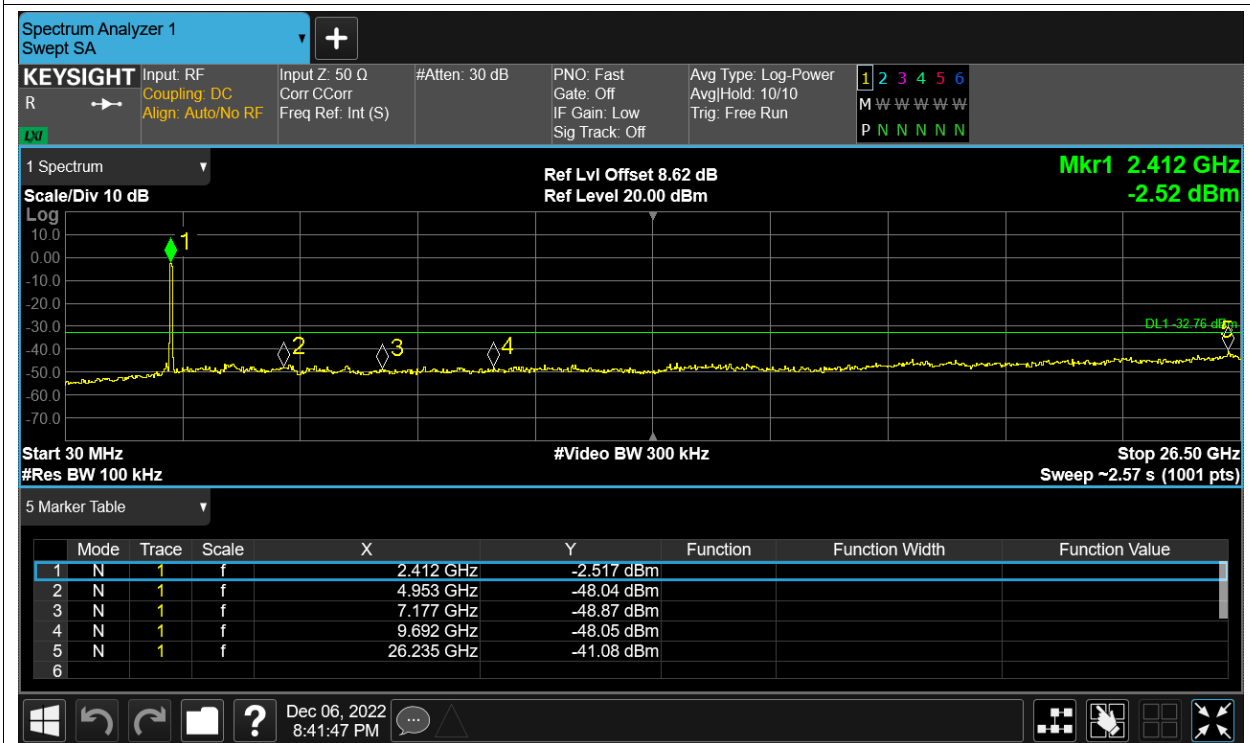 Spectrum Analyzer 1
Swept SA
KEYSIGHT
R
LXI
Input: RF
Coupling: DC
Align: Auto/No RF
Input Z: 50 Ω
Corr CCorr
Freq Ref: Int (S)
#Atten: 30 dB
PNO: Fast
Gate: Off
IF Gain: Low
Sig Track: Off
Avg Type: Log-Power
Avg|Hold: 10/10
Trig: Free Run
1 2 3 4 5 6
M W W W W W W
P N N N N N N
1 Spectrum
Scale/Div 10 dB
Ref Lvl Offset 8.62 dB
Ref Level 20.00 dBm
Mkr1 2.412 GHz
-2.52 dBm
Log
10.0
0.00
-10.0
-20.0
-30.0
-40.0
-50.0
-60.0
-70.0
1
2
3
4
5
DL1 -32.76 dBm
Start 30 MHz
#Res BW 100 kHz
#Video BW 300 kHz
Stop 26.50 GHz
Sweep ~2.57 s (1001 pts)
5 Marker Table
Mode Trace Scale X Y Function Function Width Function Value
1 N 1 f 2.412 GHz -2.517 dBm
2 N 1 f 4.953 GHz -48.04 dBm
3 N 1 f 7.177 GHz -48.87 dBm
4 N 1 f 9.692 GHz -48.05 dBm
5 N 1 f 26.235 GHz -41.08 dBm
6
?
Dec 06, 2022
8:41:47 PM